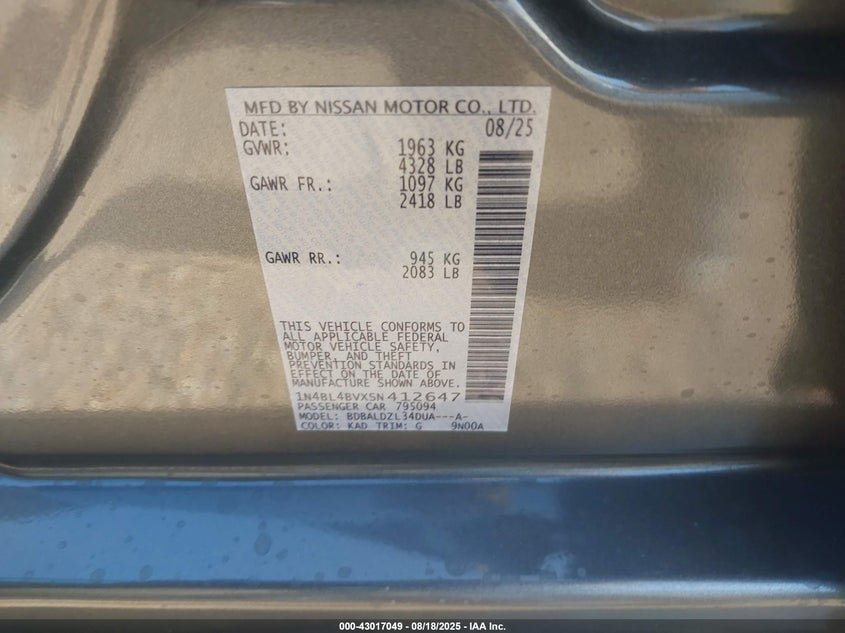 MFD BY NISSAN MOTOR CO., LTD.
DATE: 08/25
GVWR: 1963 KG
4328 LB
GAWR FR.: 1097 KG
2418 LB
GAWR RR.: 945 KG
2083 LB
THIS VEHICLE CONFORMS TO
ALL APPLICABLE FEDERAL
MOTOR VEHICLE SAFETY,
BUMPER, AND THEFT
PREVENTION STANDARDS IN
EFFECT ON THE DATE OF
MANUFACTURE SHOWN ABOVE.
1N4BL4BVXSN412647
PASSENGER CAR 795094
MODEL: BDBALDZL34DUA---A-
COLOR: KAD TRIM: G 9N00A
000-43017049 - 08/18/2025 - IAA Inc.